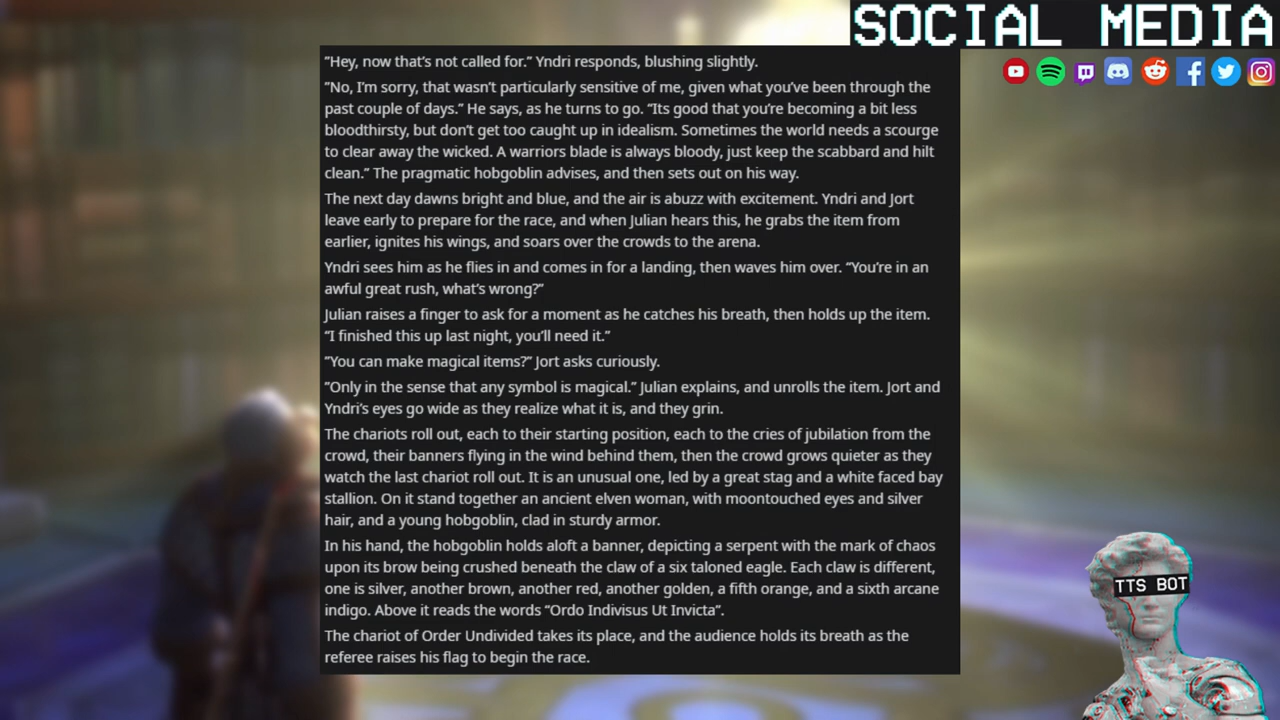 SOCIAL MEDIA
"Hey, now that's not called for." Yndri responds, blushing slightly.
"No, I'm sorry, that wasn't particularly sensitive of me, given what you've been through the
past couple of days." He says, as he turns to go. "Its good that you're becoming a bit less
bloodthirsty, but don't get too caught up in idealism. Sometimes the world needs a scourge
to clear away the wicked. A warriors blade is always bloody, just keep the scabbard and hilt
clean." The pragmatic hobgoblin advises, and then sets out on his way.
The next day dawns bright and blue, and the air is abuzz with excitement. Yndri and Jort
leave early to prepare for the race, and when Julian hears this, he grabs the item from
earlier, ignites his wings, and soars over the crowds to the arena.
Yndri sees him as he flies in and comes in for a landing, then waves him over. "You're in an
awful great rush, what's wrong?"
Julian raises a finger to ask for a moment as he catches his breath, then holds up the item.
"I finished this up last night, you'll need it."
"You can make magical items?" Jort asks curiously.
"Only in the sense that any symbol is magical." Julian explains, and unrolls the item. Jort and
Yndri's eyes go wide as they realize what it is, and they grin.
The chariots roll out, each to their starting position, each to the cries of jubilation from the
crowd, their banners flying in the wind behind them, then the crowd grows quieter as they
watch the last chariot roll out. It is an unusual one, led by a great stag and a white faced bay
stallion. On it stand together an ancient elven woman, with moontouched eyes and silver
hair, and a young hobgoblin, clad in sturdy armor.
In his hand, the hobgoblin holds aloft a banner, depicting a serpent with the mark of chaos
upon its brow being crushed beneath the claw of a six taloned eagle. Each claw is different,
one is silver, another brown, another red, another golden, a fifth orange, and a sixth arcane
indigo. Above it reads the words "Ordo Indivisus Ut Invicta".
The chariot of Order Undivided takes its place, and the audience holds its breath as the
referee raises his flag to begin the race.
TTS BOT